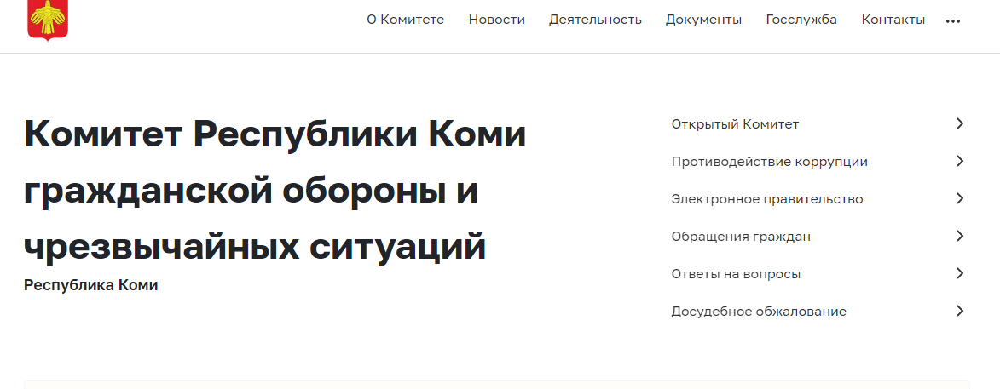 О Комитете Новости Деятельность Документы Госслужба Контакты
Комитет Республики Коми
гражданской обороны и
чрезвычайных ситуаций
Республика Коми
Открытый Комитет
Противодействие коррупции
Электронное правительство
Обращения граждан
Ответы на вопросы
Досудебное обжалование